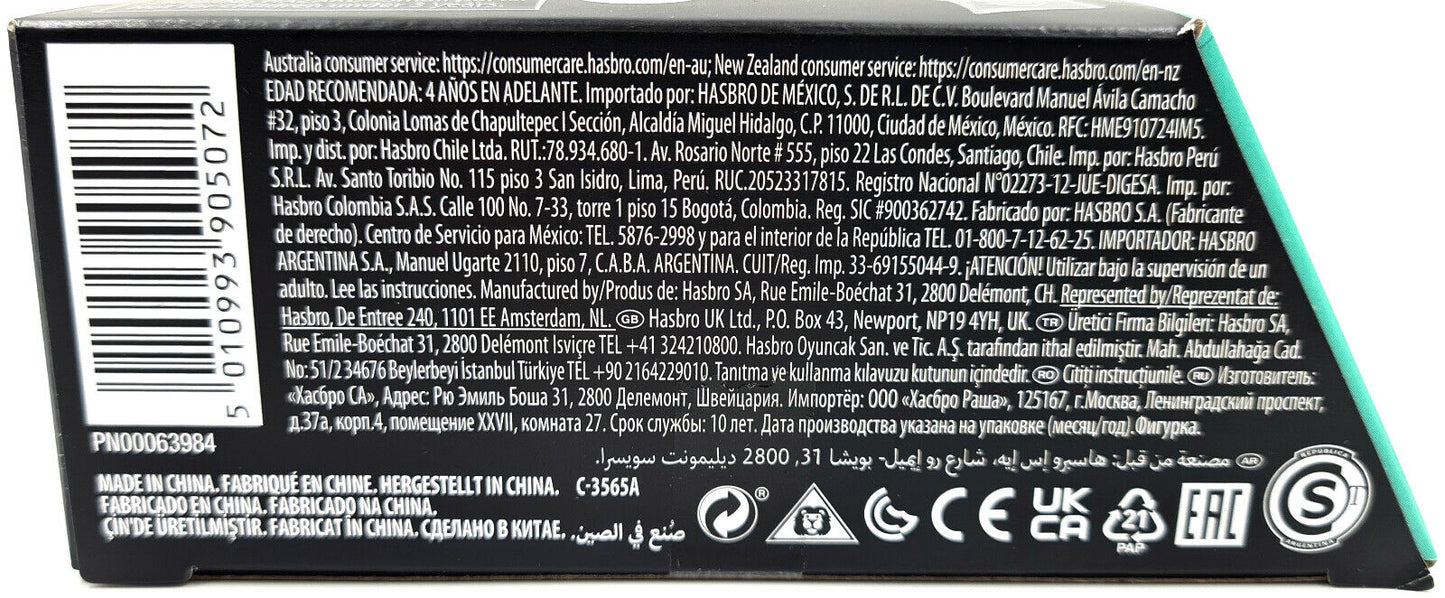 Australia consumer service: https://consumercare.hasbro.com/en-au; New Zealand consumer service: https://consumercare.hasbro.com/en-nz
EDAD RECOMENDADA: 4 AÑOS EN ADELANTE. Importado por: HASBRO DE MÉXICO, S. DE R.L. DE C.V. Boulevard Manuel Ávila Camacho
#32, piso 3, Colonia Lomas de Chapultepec I Sección, Alcaldía Miguel Hidalgo, C.P. 11000, Ciudad de México, México. RFC: HME910724IM5.
Imp. y dist. por: Hasbro Chile Ltda. RUT.:78.934.680-1. Av. Rosario Norte # 555, piso 22 Las Condes, Santiago, Chile. Imp. por: Hasbro Perú
S.R.L. Av. Santo Toribio No. 115 piso 3 San Isidro, Lima, Perú. RUC.20523317815. Registro Nacional N°02273-12-JUE-DIGESA. Imp. por:
Hasbro Colombia S.A.S. Calle 100 No. 7-33, torre 1 piso 15 Bogotá, Colombia. Reg. SIC #900362742. Fabricado por: HASBRO S.A. (Fabricante
de derecho). Centro de Servicio para México: TEL. 5876-2998 y para el interior de la República TEL. 01-800-7-12-62-25. IMPORTADOR: HASBRO
ARGENTINA S.A., Manuel Ugarte 2110, piso 7, C.A.B.A. ARGENTINA. CUIT/Reg. Imp. 33-69155044-9. ¡ATENCIÓN! Utilizar bajo la supervisión de un
adulto. Lee las instrucciones. Manufactured by/Produs de: Hasbro SA, Rue Emile-Boéchat 31, 2800 Delémont, CH. Represented by/Reprezentat de:
Hasbro, De Entree 240, 1101 EE Amsterdam, NL. GB Hasbro UK Ltd., P.O. Box 43, Newport, NP19 4YH, UK. TR Üretici Firma Bilgileri: Hasbro SA,
Rue Emile-Boéchat 31, 2800 Delémont Isviçre TEL +41 324210800. Hasbro Oyuncak San. ve Tic. A.Ş. tarafından ithal edilmiştir. Mah. Abdullahağa Cad.
No: 51/2 34676 Beylerbeyi İstanbul Türkiye TEL +90 2164229010. Tanıtma ve kullanma kılavuzu kutunun içindedir. RO Citiți instrucțiunile. RU Изготовитель:
«Хасбро СА», Адрес: Рю Эмиль Боша 31, 2800 Делемонт, Швейцария. Импортёр: ООО «Хасбро Раша», 125167, г.Москва, Ленинградский проспект,
д.37а, корп.4, помещение XXVII, комната 27. Срок службы: 10 лет. Дата производства указана на упаковке (месяц/год). Фигурка.
AR مصنعة من قبل: هاسبرو إس إيه، شارع رو إيميل- بويشا 31, 2800 ديليمونت سويسرا.
5 010993 905072
PN00063984
MADE IN CHINA. FABRIQUÉ EN CHINE. HERGESTELLT IN CHINA. C-3565A
FABRICADO EN CHINA. FABRICADO NA CHINA.
ÇİN'DE ÜRETİLMİŞTİR. FABRICAT ÎN CHINA. СДЕЛАНО В КИТАЕ. صُنع في الصين.
®
CE
UK
CA
21
PAP
EAC
REPUBLICA
S T
ARGENTINA